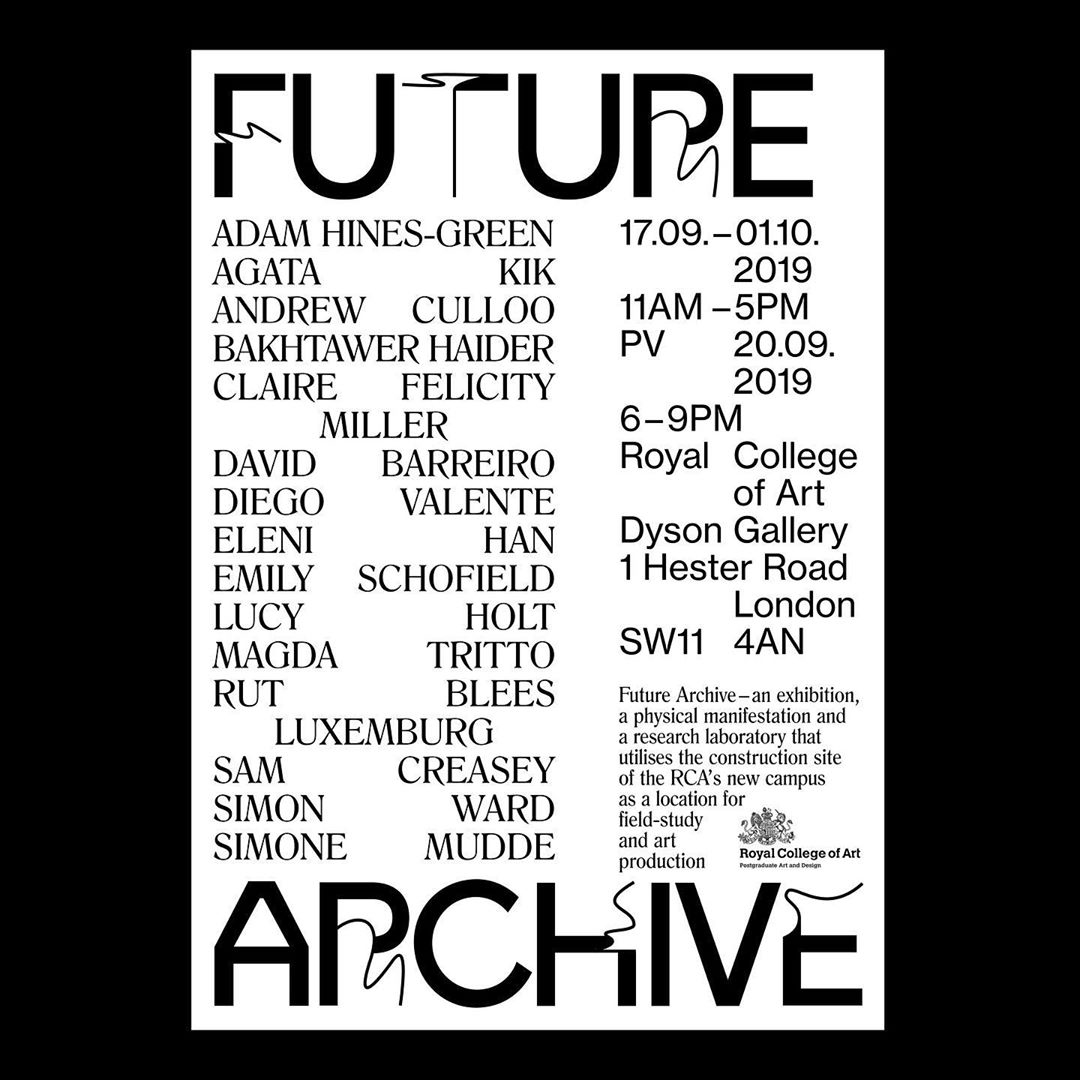 FUTURE
ADAM HINES-GREEN
AGATA KIK
ANDREW CULLOO
BAKHTAWER HAIDER
CLAIRE FELICITY
MILLER
DAVID BARREIRO
DIEGO VALENTE
ELENI HAN
EMILY SCHOFIELD
LUCY HOLT
MAGDA TRITTO
RUT BLEES
LUXEMBURG
SAM CREASEY
SIMON WARD
SIMONE MUDDE
17.09.–01.10.
2019
11AM–5PM
PV 20.09.
2019
6–9PM
Royal College
of Art
Dyson Gallery
1 Hester Road
London
SW11 4AN
Future Archive–an exhibition,
a physical manifestation and
a research laboratory that
utilises the construction site
of the RCA's new campus
as a location for
field-study
and art
production
Royal College of Art
Postgraduate Art and Design
ARCHIVE